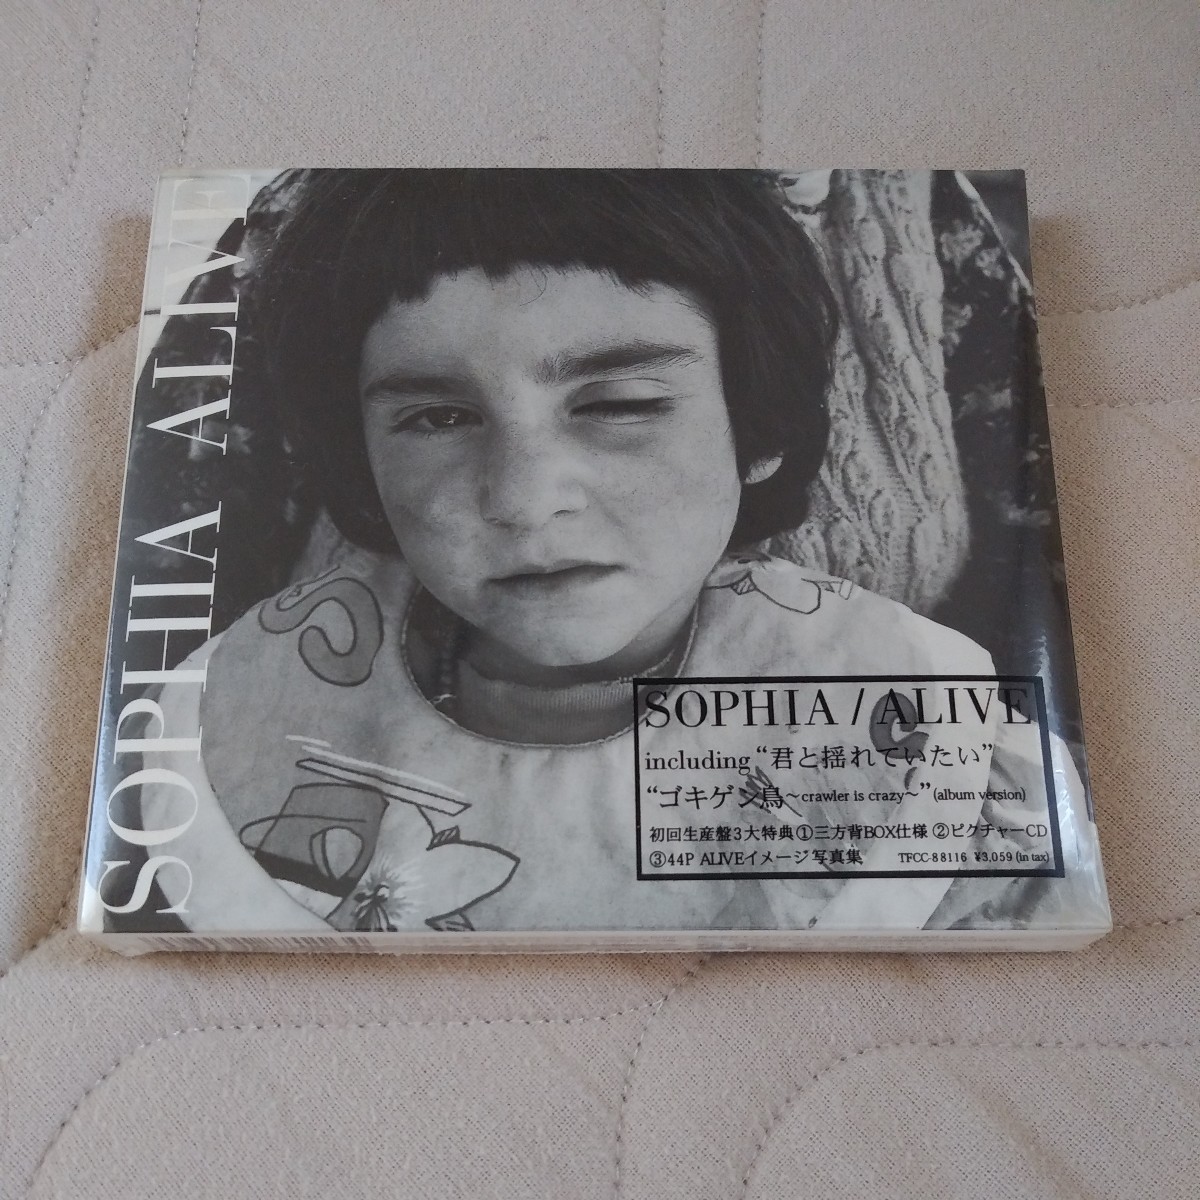 SOPHIA ALIVE
SOPHIA / ALIVE
including “君と揺れていたい”
“ゴキゲン鳥～crawler is crazy～” (album version)
初回生産盤3大特典①三方背BOX仕様 ②ピクチャーCD
③44P ALIVEイメージ写真集 TFCC-88116 ¥3,059 (in tax)